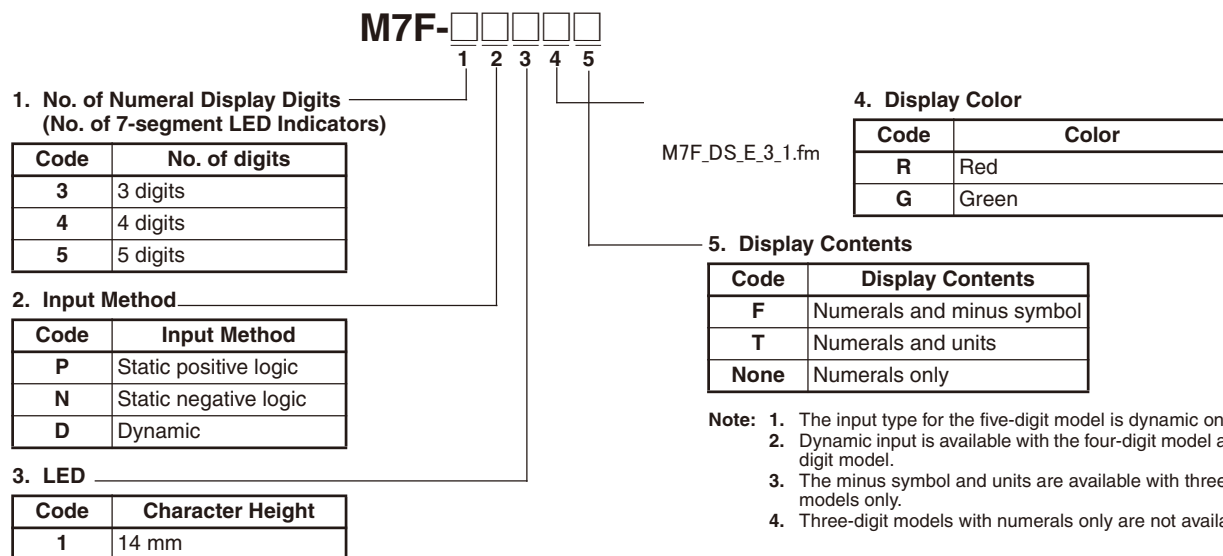 M7F-□□□□□
1 2 3 4 5
1. No. of Numeral Display Digits
(No. of 7-segment LED Indicators)
Code No. of digits
3 3 digits
4 4 digits
5 5 digits
2. Input Method
Code Input Method
P Static positive logic
N Static negative logic
D Dynamic
3. LED
Code Character Height
1 14 mm
M7F_DS_E_3_1.fm
4. Display Color
Code Color
R Red
G Green
5. Display Contents
Code Display Contents
F Numerals and minus symbol
T Numerals and units
None Numerals only
Note: 1. The input type for the five-digit model is dynamic
2. Dynamic input is available with the four-digit model
digit model.
3. The minus symbol and units are available with
models only.
4. Three-digit models with numerals only are not